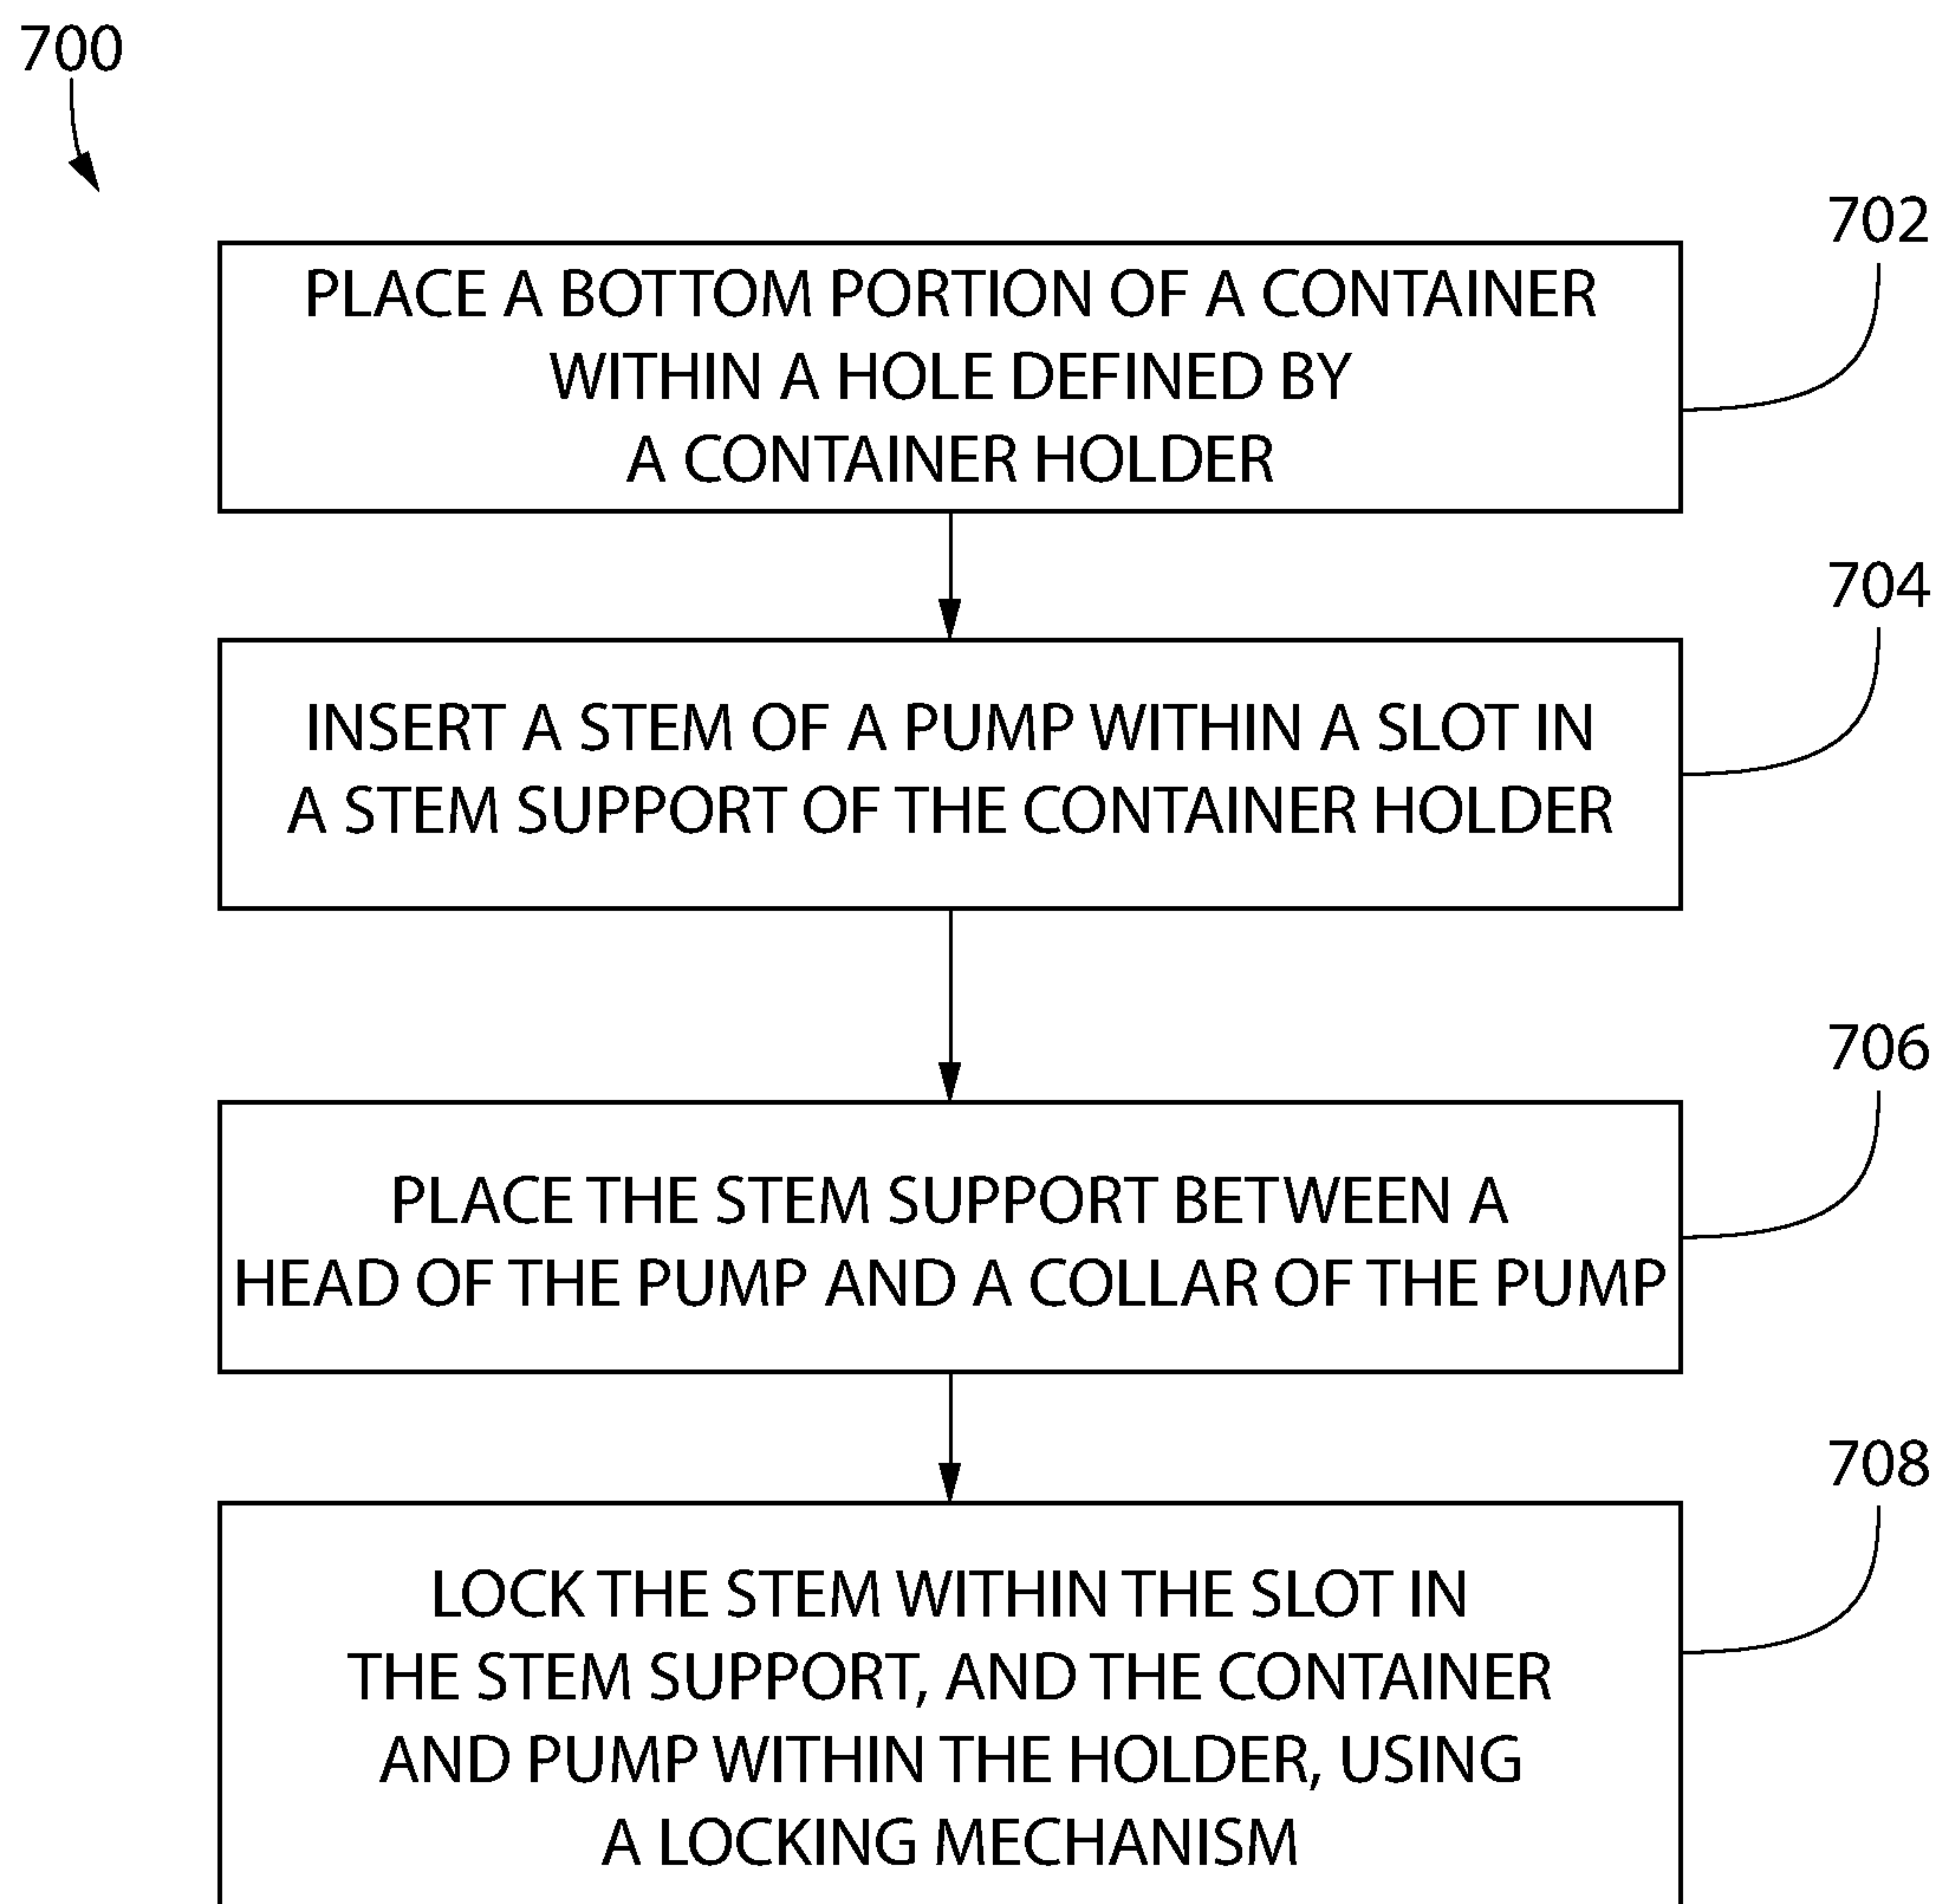 700
702
PLACE A BOTTOM PORTION OF A CONTAINER
WITHIN A HOLE DEFINED BY
A CONTAINER HOLDER
704
INSERT A STEM OF A PUMP WITHIN A SLOT IN
A STEM SUPPORT OF THE CONTAINER HOLDER
706
PLACE THE STEM SUPPORT BETWEEN A
HEAD OF THE PUMP AND A COLLAR OF THE PUMP
708
LOCK THE STEM WITHIN THE SLOT IN
THE STEM SUPPORT, AND THE CONTAINER
AND PUMP WITHIN THE HOLDER, USING
A LOCKING MECHANISM